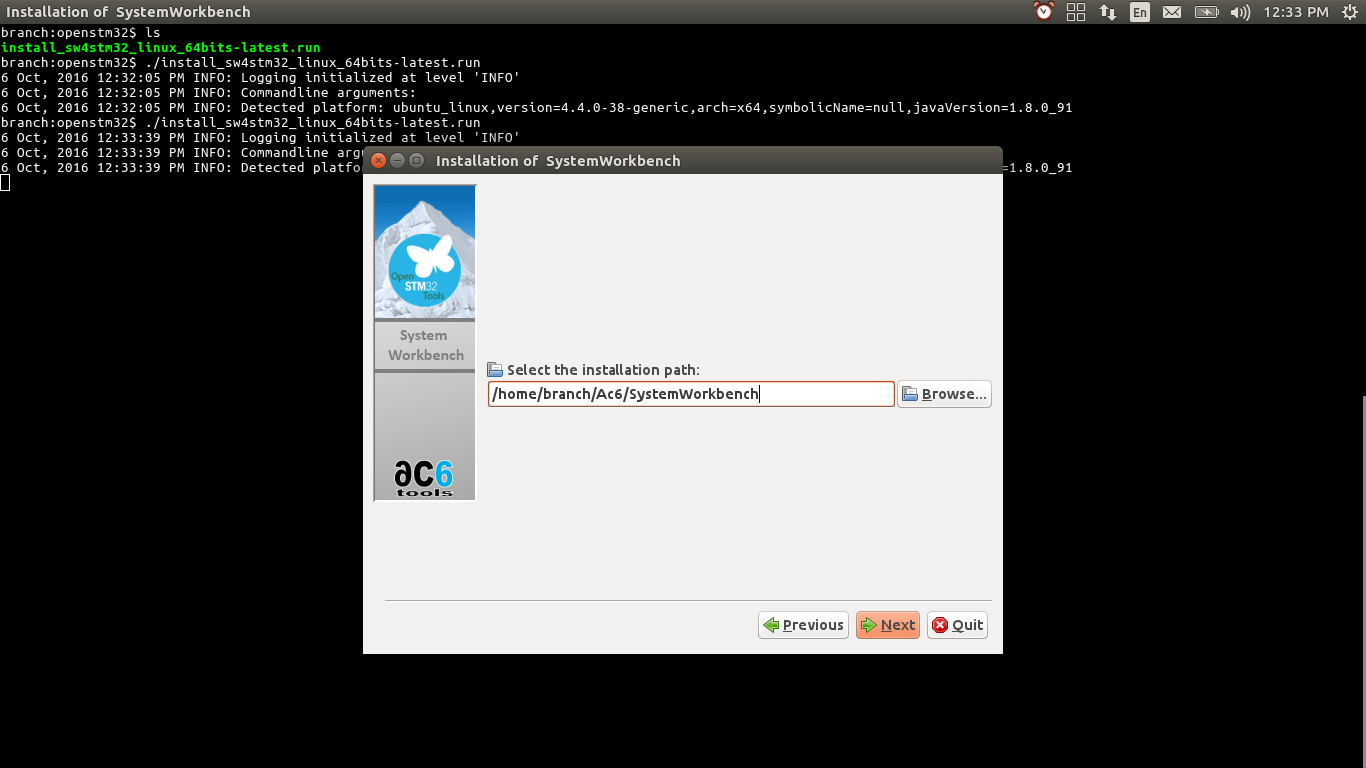 Installation of  SystemWorkbench
En
12:33 PM
branch:openstm32$ ls
install_sw4stm32_linux_64bits-latest.run
branch:openstm32$ ./install_sw4stm32_linux_64bits-latest.run
6 Oct, 2016 12:32:05 PM INFO: Logging initialized at level 'INFO'
6 Oct, 2016 12:32:05 PM INFO: Commandline arguments:
6 Oct, 2016 12:32:05 PM INFO: Detected platform: ubuntu_linux,version=4.4.0-38-generic,arch=x64,symbolicName=null,javaVersion=1.8.0_91
branch:openstm32$ ./install_sw4stm32_linux_64bits-latest.run
6 Oct, 2016 12:33:39 PM INFO: Logging initialized at level 'INFO'
6 Oct, 2016 12:33:39 PM INFO: Commandline argu
6 Oct, 2016 12:33:39 PM INFO: Detected platfor
=1.8.0_91
Installation of  SystemWorkbench
Open
STM32
Tools
System
Workbench
ac6
tools
Select the installation path:
/home/branch/Ac6/SystemWorkbench
Browse...
Previous
Next
Quit